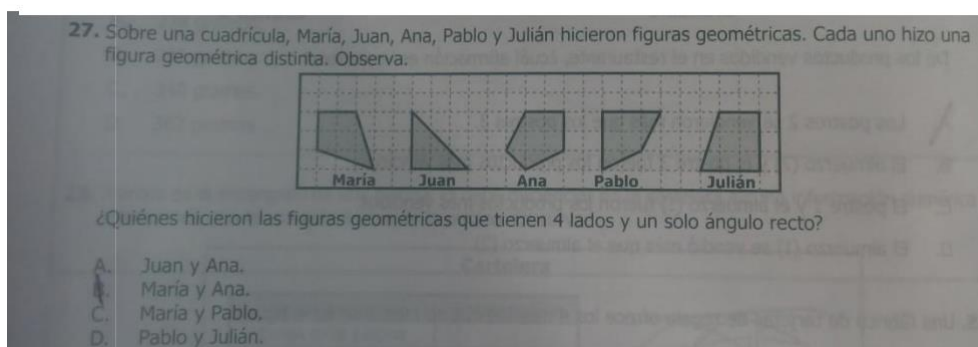 27. Sobre una cuadrícula, María, Juan, Ana, Pablo y Julián hicieron figuras geométricas. Cada uno hizo una
figura geométrica distinta. Observa.
María Juan Ana Pablo Julián
¿Quiénes hicieron las figuras geométricas que tienen 4 lados y un solo ángulo recto?
A. Juan y Ana.
B. María y Ana.
C. María y Pablo.
D. Pablo y Julián.